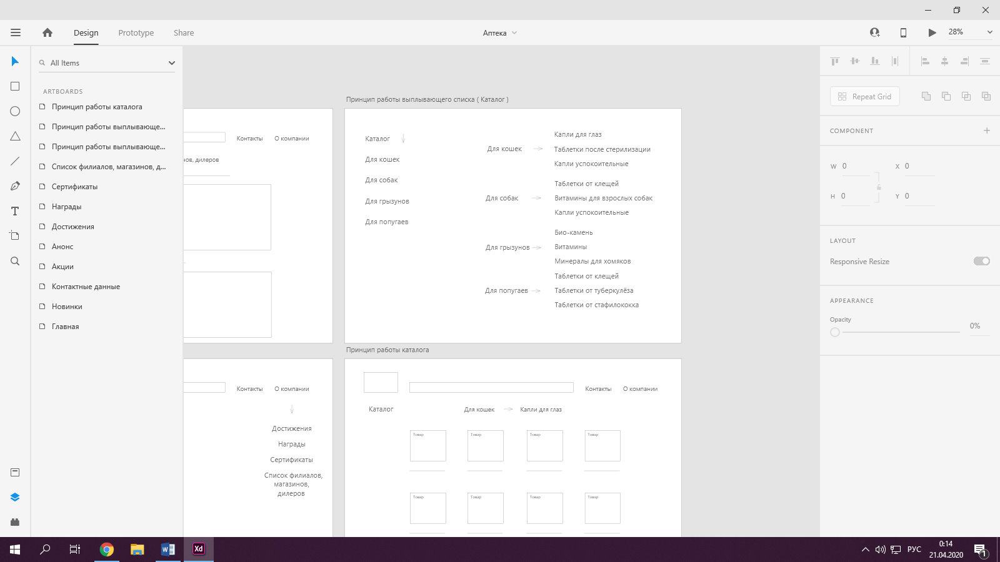 Design
Prototype
Share
Аптека
28%
All Items
ARTBOARDS
Принцип работы каталога
Принцип работы выплывающе...
Принцип работы выплывающе...
Список филиалов, магазинов, д...
Сертификаты
Награды
Достижения
Анонс
Акции
Контактные данные
Новинки
Главная
Контакты
О компании
нов, дилеров
Принцип работы выплывающего списка ( Каталог )
Каталог
Для кошек
Для собак
Для грызунов
Для попугаев
Для кошек
Капли для глаз
Таблетки после стерилизации
Капли успокоительные
Для собак
Таблетки от клещей
Витамины для взрослых собак
Капли успокоительные
Для грызунов
Био-камень
Витамины
Минералы для хомяков
Для попугаев
Таблетки от клещей
Таблетки от туберкулёза
Таблетки от стафилококка
Контакты
О компании
Достижения
Награды
Сертификаты
Список филиалов,
магазинов,
дилеров
Принцип работы каталога
Контакты
О компании
Каталог
Для кошек
Капли для глаз
Товар
Товар
Товар
Товар
Товар
Товар
Товар
Товар
Repeat Grid
COMPONENT
W 0
X 0
H 0
Y 0
LAYOUT
Responsive Resize
APPEARANCE
Opacity
0%
Xd
РУС
0:14
21.04.2020
1